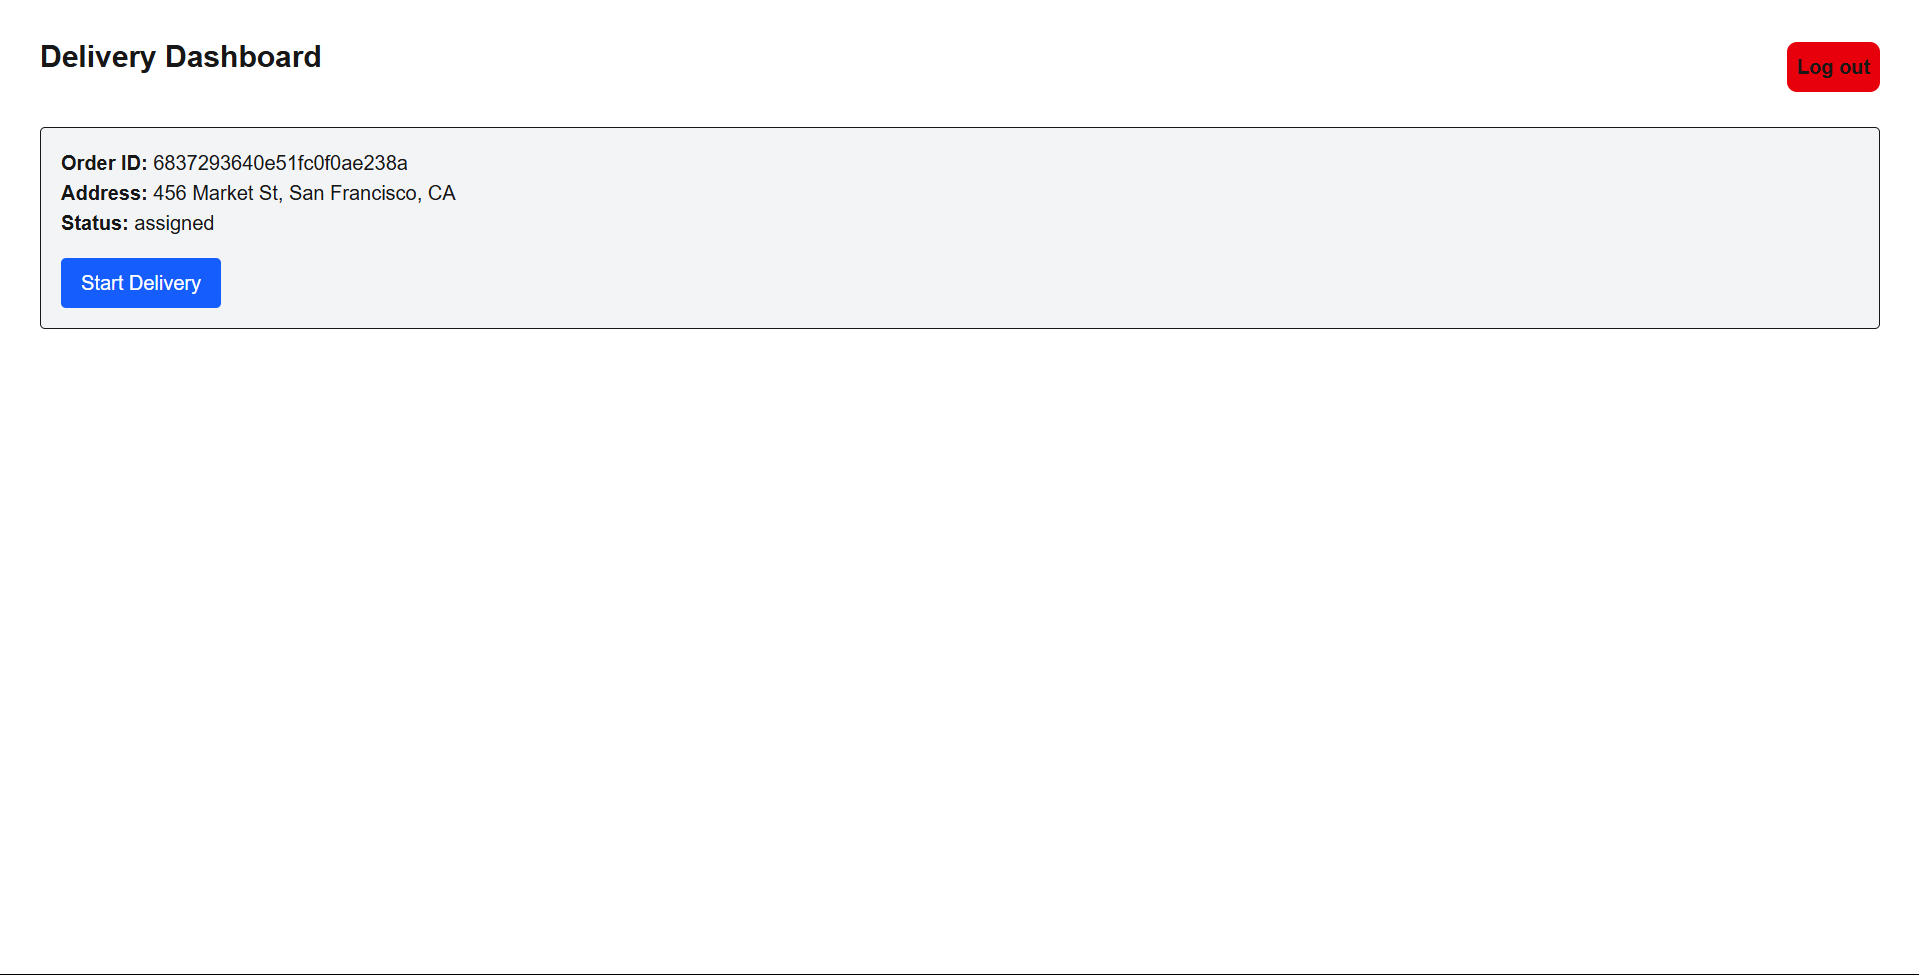 Delivery Dashboard
Log out
Order ID: 6837293640e51fc0f0ae238a
Address: 456 Market St, San Francisco, CA
Status: assigned
Start Delivery